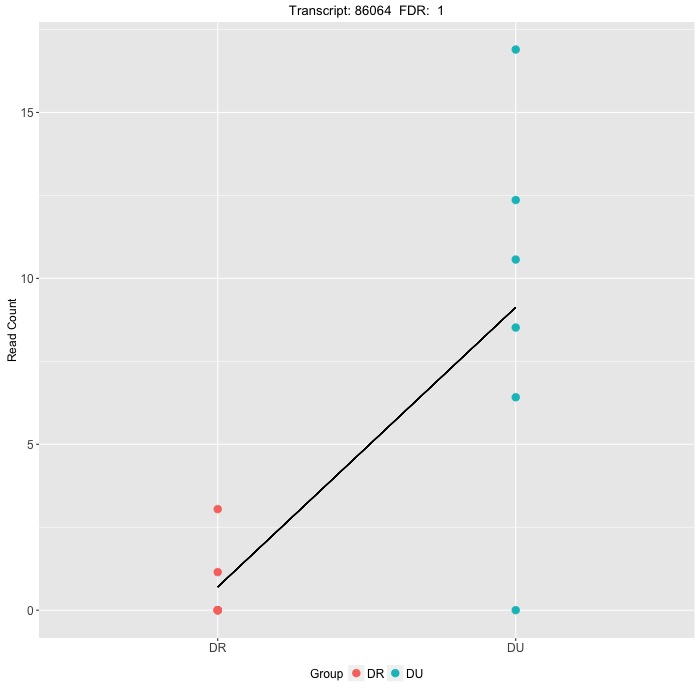 Transcript: 86064 FDR: 1
Read Count
15
10
5
0
DR DU
Group DR DU